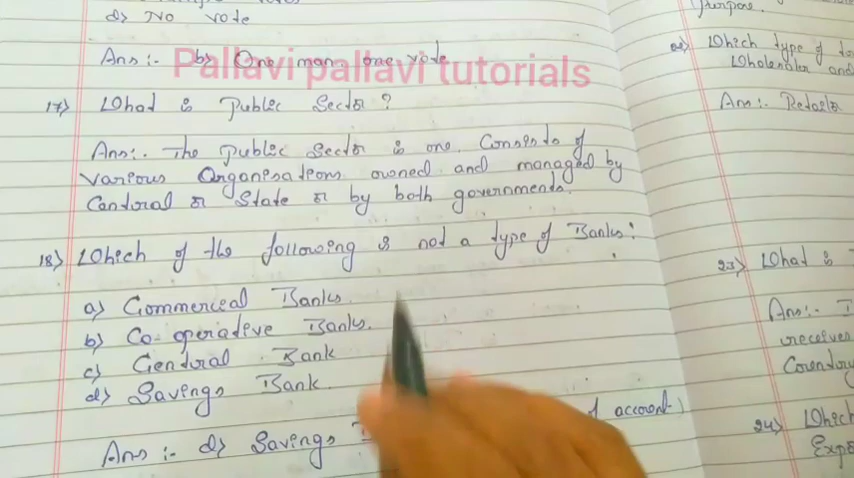 d) No vote
Ans :- b) One man one vote
Pallavi pallavi tutorials
17) What is Public Sector ?
Ans:- The Public Sector is one Consists of
various Organisations owned and managed by
Central or State or by both governments.
18) Which of the following is not a type of Banks:
a) Commercial Banks.
b) Co-operative Banks.
c) Central Bank
d) Savings Bank.
Ans :- d) Savings
of account)
purpose.
Which type of
Wholesaler and
Ans:- Retailer
23) What is
Ans:-
receives
Country
24) Which